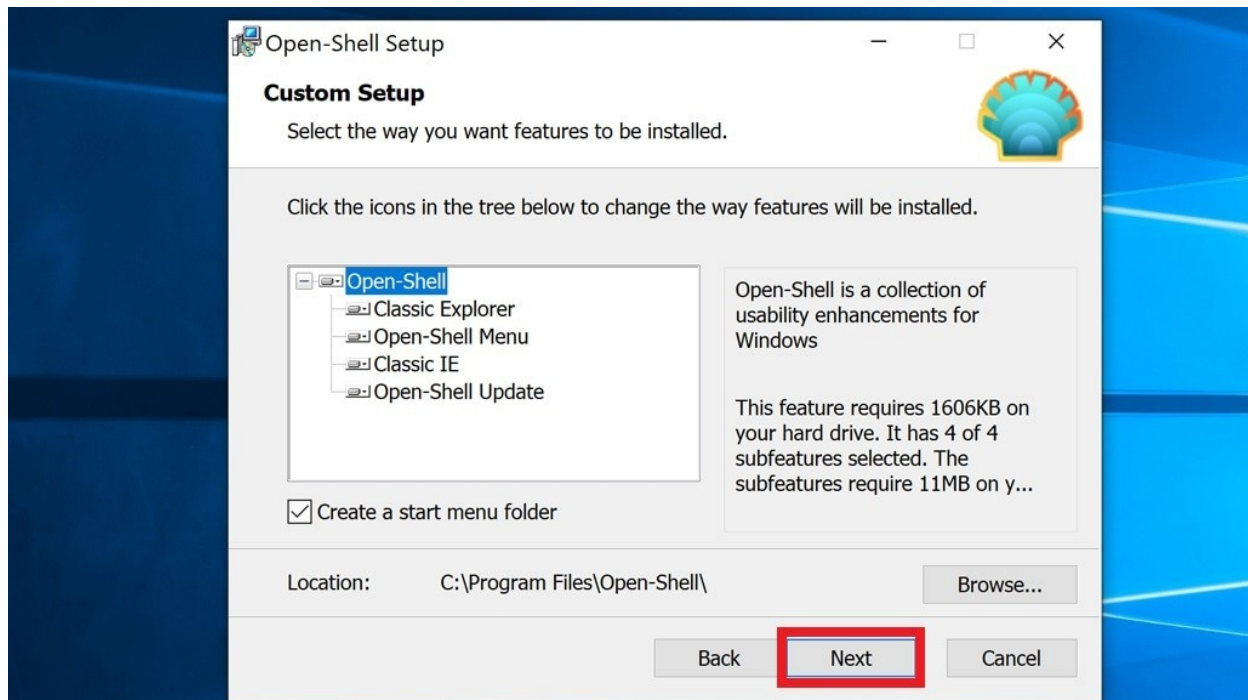 Open-Shell Setup
Custom Setup
Select the way you want features to be installed.
Click the icons in the tree below to change the way features will be installed.
Open-Shell
Classic Explorer
Open-Shell Menu
Classic IE
Open-Shell Update
Open-Shell is a collection of
usability enhancements for
Windows
This feature requires 1606KB on
your hard drive. It has 4 of 4
subfeatures selected. The
subfeatures require 11MB on y...
Create a start menu folder
Location: C:\Program Files\Open-Shell\
Browse...
Back Next Cancel